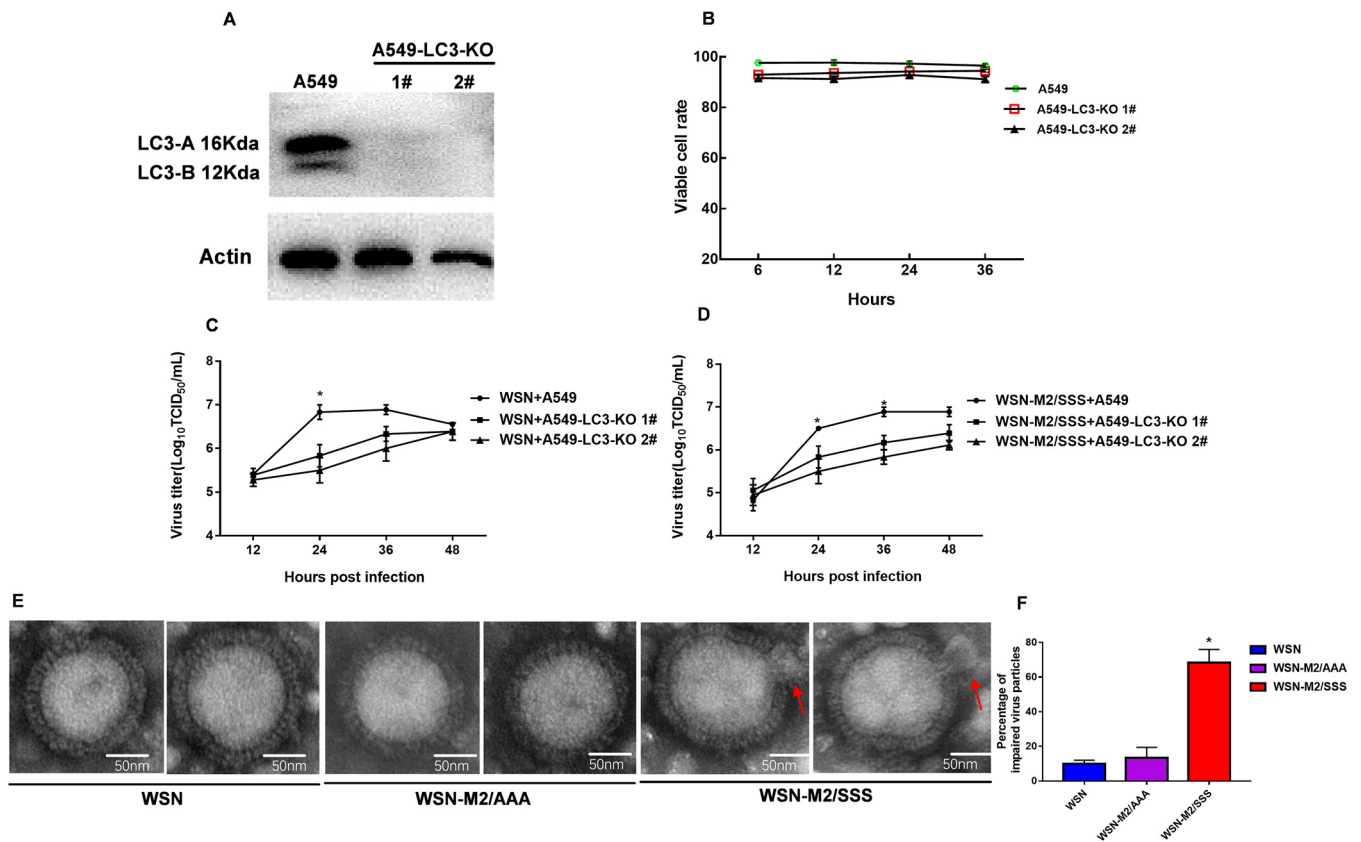 A
A549-LC3-KO
A549 1# 2#
LC3-A 16Kda
LC3-B 12Kda
Actin
B
Viable cell rate
100
80
60
40
20
6 12 24 36
Hours
A549
A549-LC3-KO 1#
A549-LC3-KO 2#
C
Virus titer(Log10TCID50/mL)
8
7
6
5
4
12 24 36 48
Hours post infection
*
WSN+A549
WSN+A549-LC3-KO 1#
WSN+A549-LC3-KO 2#
D
Virus titer(Log10TCID50/mL)
8
7
6
5
4
12 24 36 48
Hours post infection
* *
WSN-M2/SSS+A549
WSN-M2/SSS+A549-LC3-KO 1#
WSN-M2/SSS+A549-LC3-KO 2#
E
50nm 50nm 50nm 50nm 50nm 50nm
WSN WSN-M2/AAA WSN-M2/SSS
F
Percentage of
impaired virus particles
80
60
40
20
0
*
WSN WSN-M2/AAA WSN-M2/SSS
WSN
WSN-M2/AAA
WSN-M2/SSS